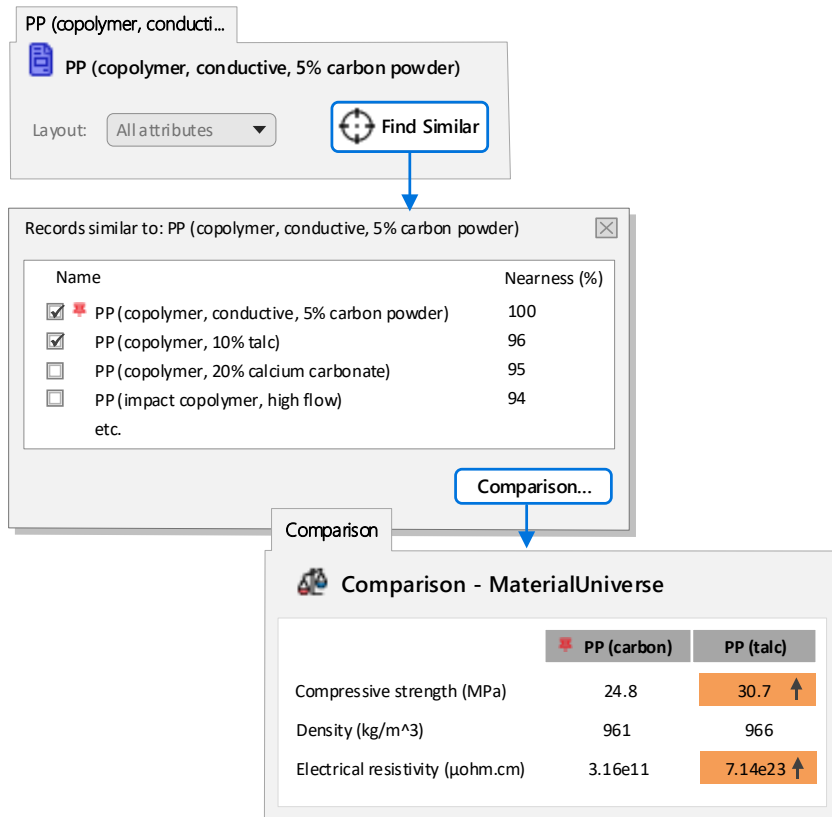 PP (copolymer, conducti...
PP (copolymer, conductive, 5% carbon powder)
Layout: All attributes Find Similar
Records similar to: PP (copolymer, conductive, 5% carbon powder)
Name Nearness (%)
PP (copolymer, conductive, 5% carbon powder) 100
PP (copolymer, 10% talc) 96
PP (copolymer, 20% calcium carbonate) 95
PP (impact copolymer, high flow) 94
etc.
Comparison...
Comparison
Comparison - MaterialUniverse
PP (carbon) PP (talc)
Compressive strength (MPa) 24.8 30.7
Density (kg/m^3) 961 966
Electrical resistivity (µohm.cm) 3.16e11 7.14e23